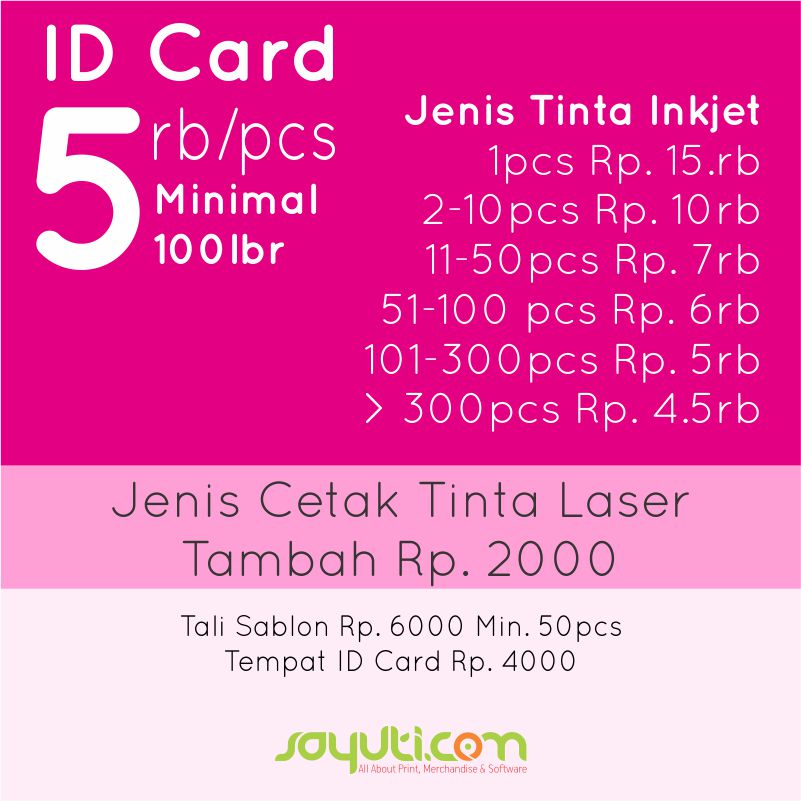 ID Card
5 rb/pcs
Minimal
100lbr
Jenis Tinta Inkjet
1pcs Rp. 15.rb
2-10pcs Rp. 10rb
11-50pcs Rp. 7rb
51-100 pcs Rp. 6rb
101-300pcs Rp. 5rb
> 300pcs Rp. 4.5rb
Jenis Cetak Tinta Laser
Tambah Rp. 2000
Tali Sablon Rp. 6000 Min. 50pcs
Tempat ID Card Rp. 4000
sayuti.com
All About Print, Merchandise & Software